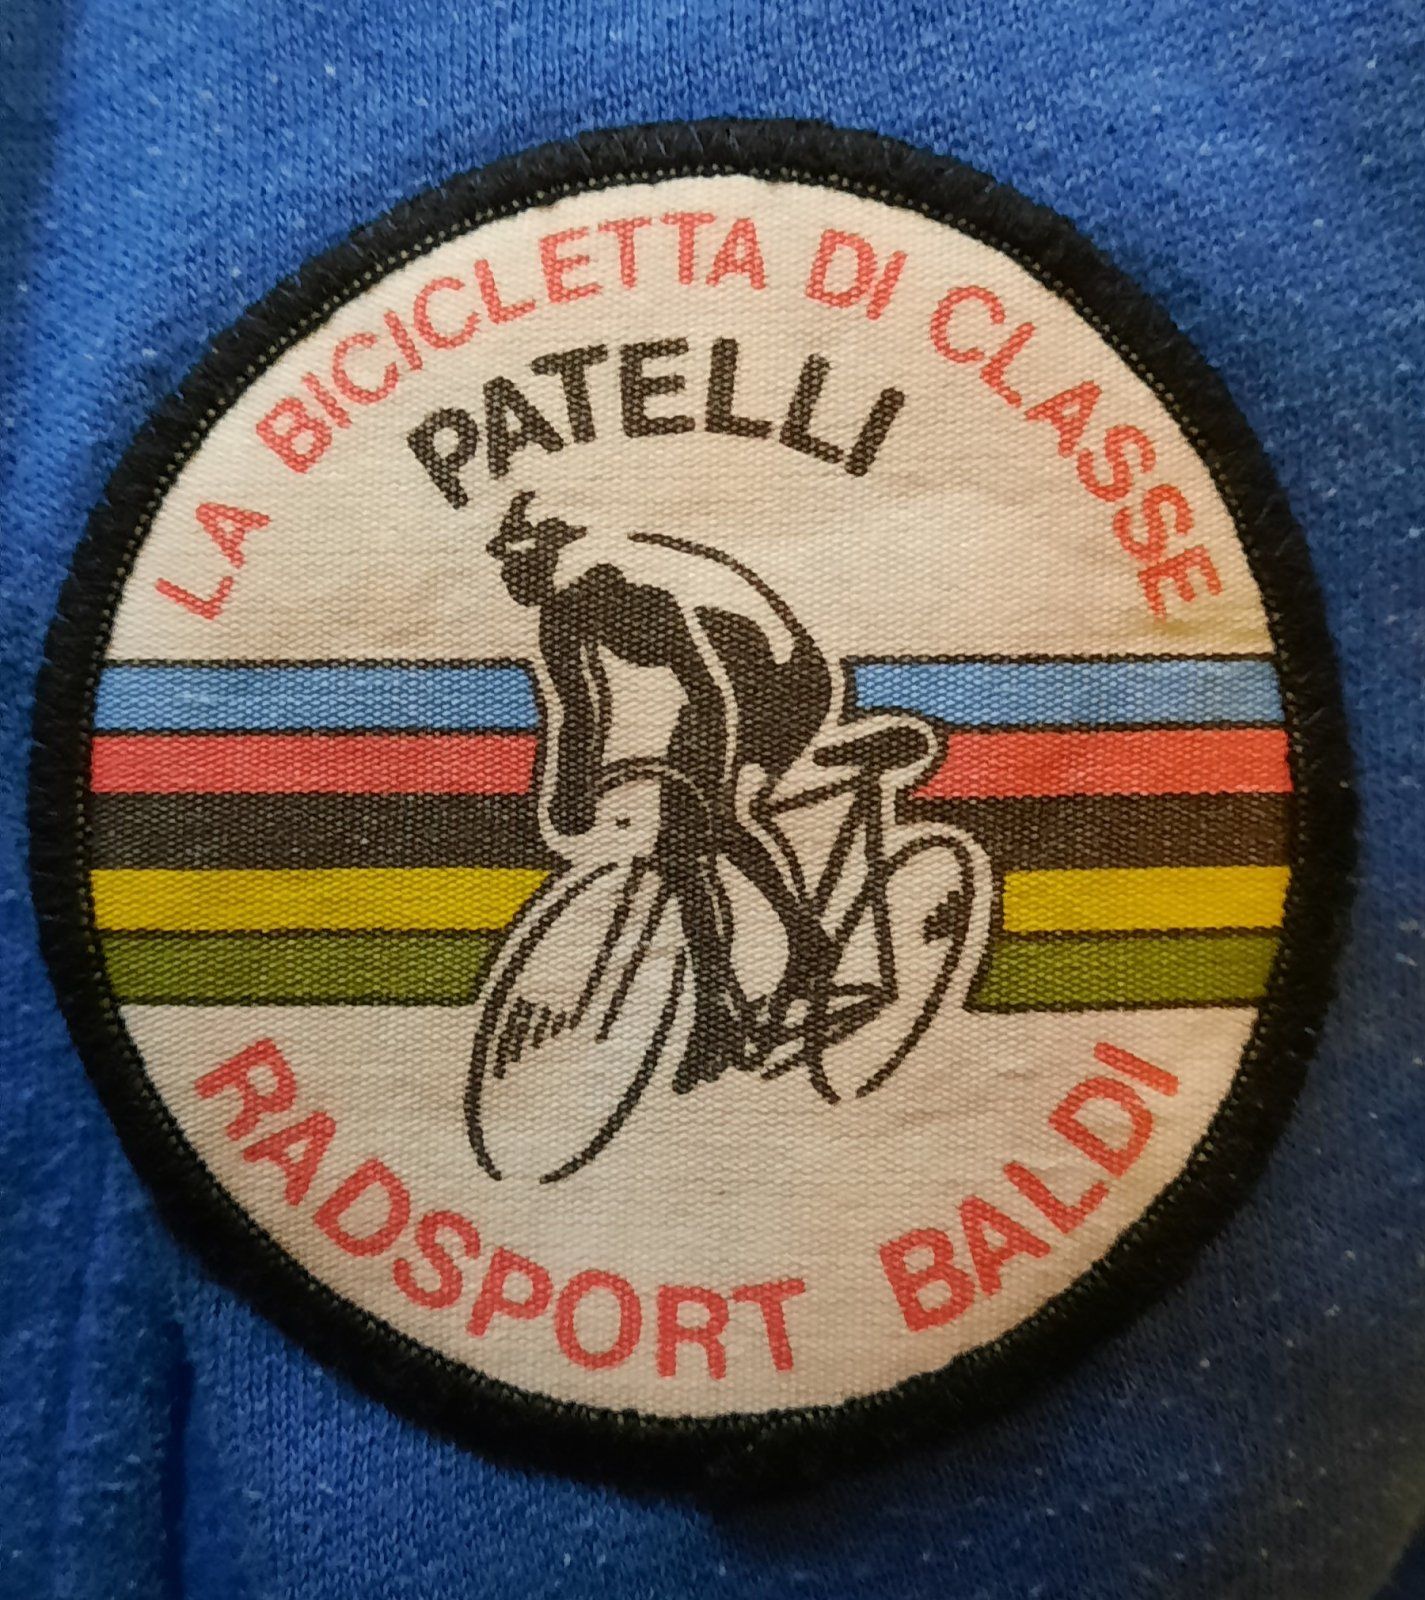 LA BICICLETTA DI CLASSE
PATELLI
RADSPORT BALDI